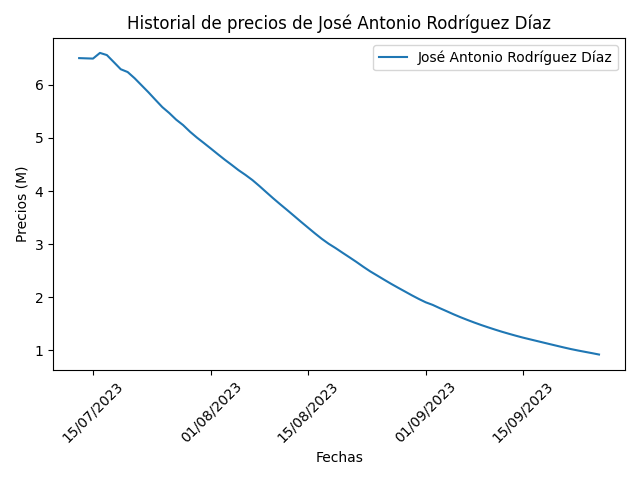 Historial de precios de José Antonio Rodríguez Díaz
José Antonio Rodríguez Díaz
Precios (M)
6
5
4
3
2
1
15/07/2023
01/08/2023
15/08/2023
01/09/2023
15/09/2023
Fechas